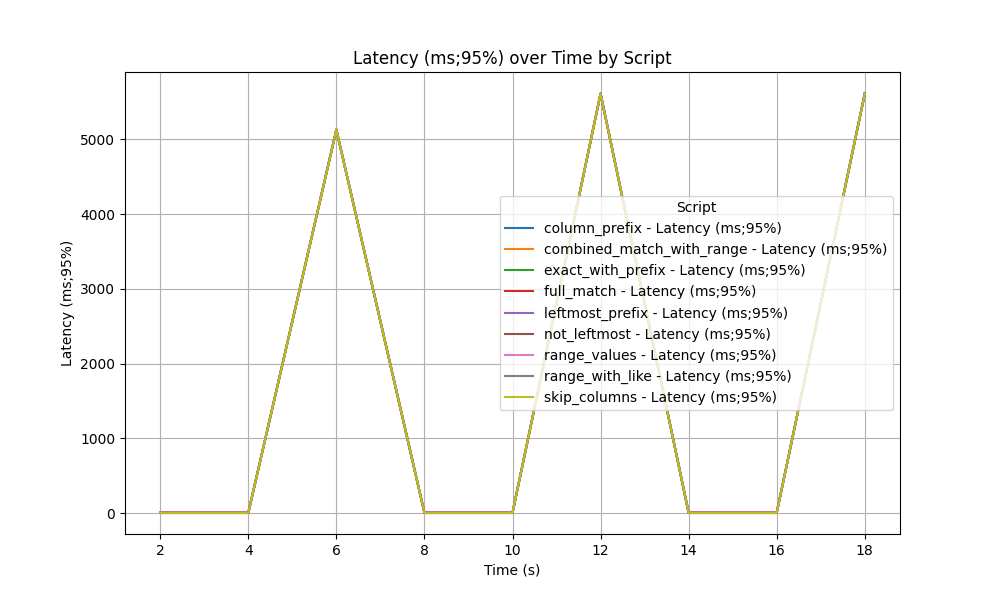 Latency (ms;95%) over Time by Script
Latency (ms;95%)
5000
4000
3000
2000
1000
0
Script
column_prefix - Latency (ms;95%)
combined_match_with_range - Latency (ms;95%)
exact_with_prefix - Latency (ms;95%)
full_match - Latency (ms;95%)
leftmost_prefix - Latency (ms;95%)
not_leftmost - Latency (ms;95%)
range_values - Latency (ms;95%)
range_with_like - Latency (ms;95%)
skip_columns - Latency (ms;95%)
2 4 6 8 10 12 14 16 18
Time (s)